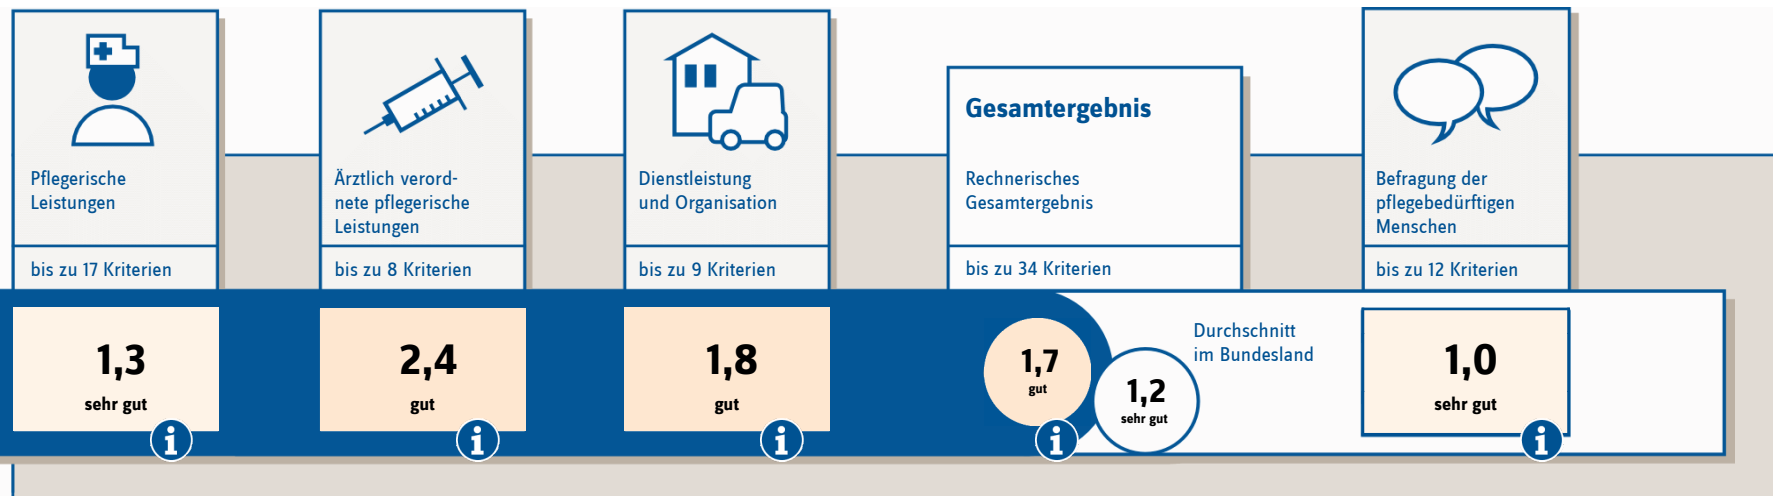 Pflegerische
Leistungen
bis zu 17 Kriterien
1,3
sehr gut
i
Ärztlich verord-
nete pflegerische
Leistungen
bis zu 8 Kriterien
2,4
gut
i
Dienstleistung
und Organisation
bis zu 9 Kriterien
1,8
gut
i
Gesamtergebnis
Rechnerisches
Gesamtergebnis
bis zu 34 Kriterien
1,7
gut
i
1,2
sehr gut
Durchschnitt
im Bundesland
Befragung der
pflegebedürftigen
Menschen
bis zu 12 Kriterien
1,0
sehr gut
i